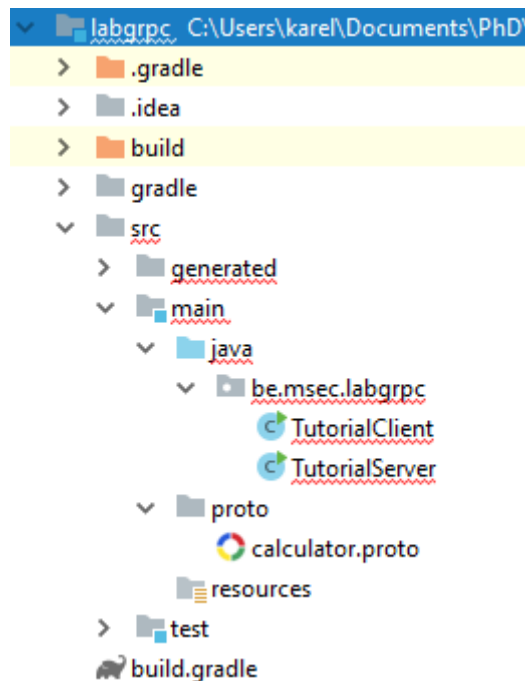 labgrpc C:\Users\karel\Documents\PhD\
.gradle
.idea
build
gradle
src
generated
main
java
be.msec.labgrpc
C TutorialClient
C TutorialServer
proto
calculator.proto
resources
test
build.gradle